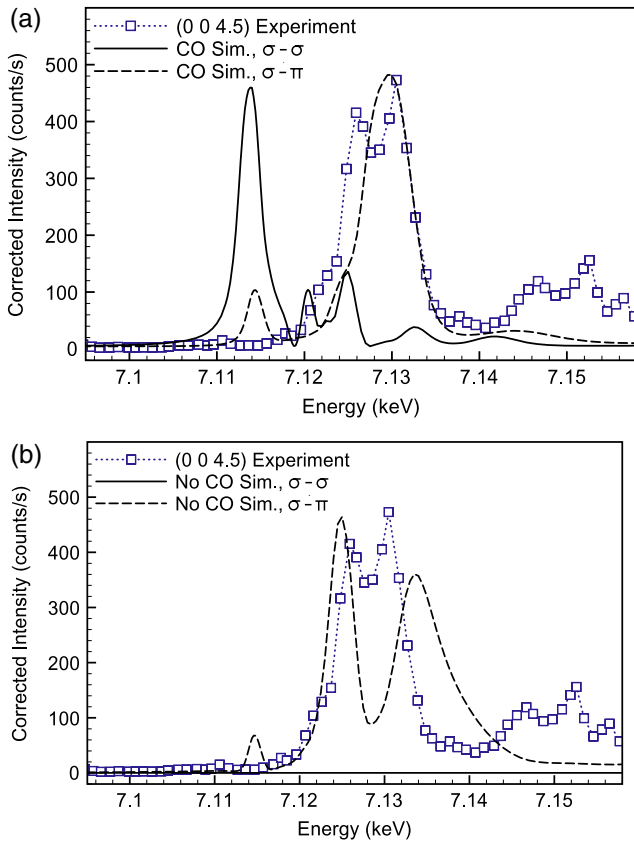 (a)
(0 0 4.5) Experiment
CO Sim., σ-σ
CO Sim., σ-π
500
400
300
200
100
0
Corrected Intensity (counts/s)
7.1 7.11 7.12 7.13 7.14 7.15
Energy (keV)
(b)
(0 0 4.5) Experiment
No CO Sim., σ-σ
No CO Sim., σ-π
500
400
300
200
100
0
Corrected Intensity (counts/s)
7.1 7.11 7.12 7.13 7.14 7.15
Energy (keV)